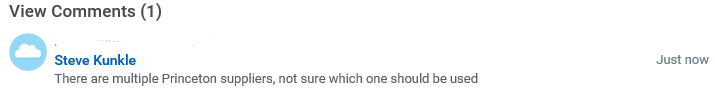 View Comments (1)
Steve Kunkle
Just now
There are multiple Princeton suppliers, not sure which one should be used